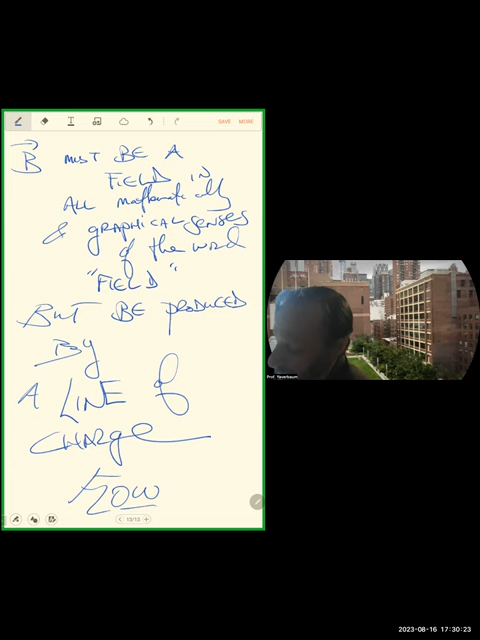 SAVE MORE
B MUST BE A
FIELD IN
ALL mathematically
& GRAPHICAL senses
of the word
"FIELD"
BUT BE PRODUCED
By
A LINE of
CHARge
FLOW
13/13
Prof. Yaverbaum
2023-08-16 17:30:23